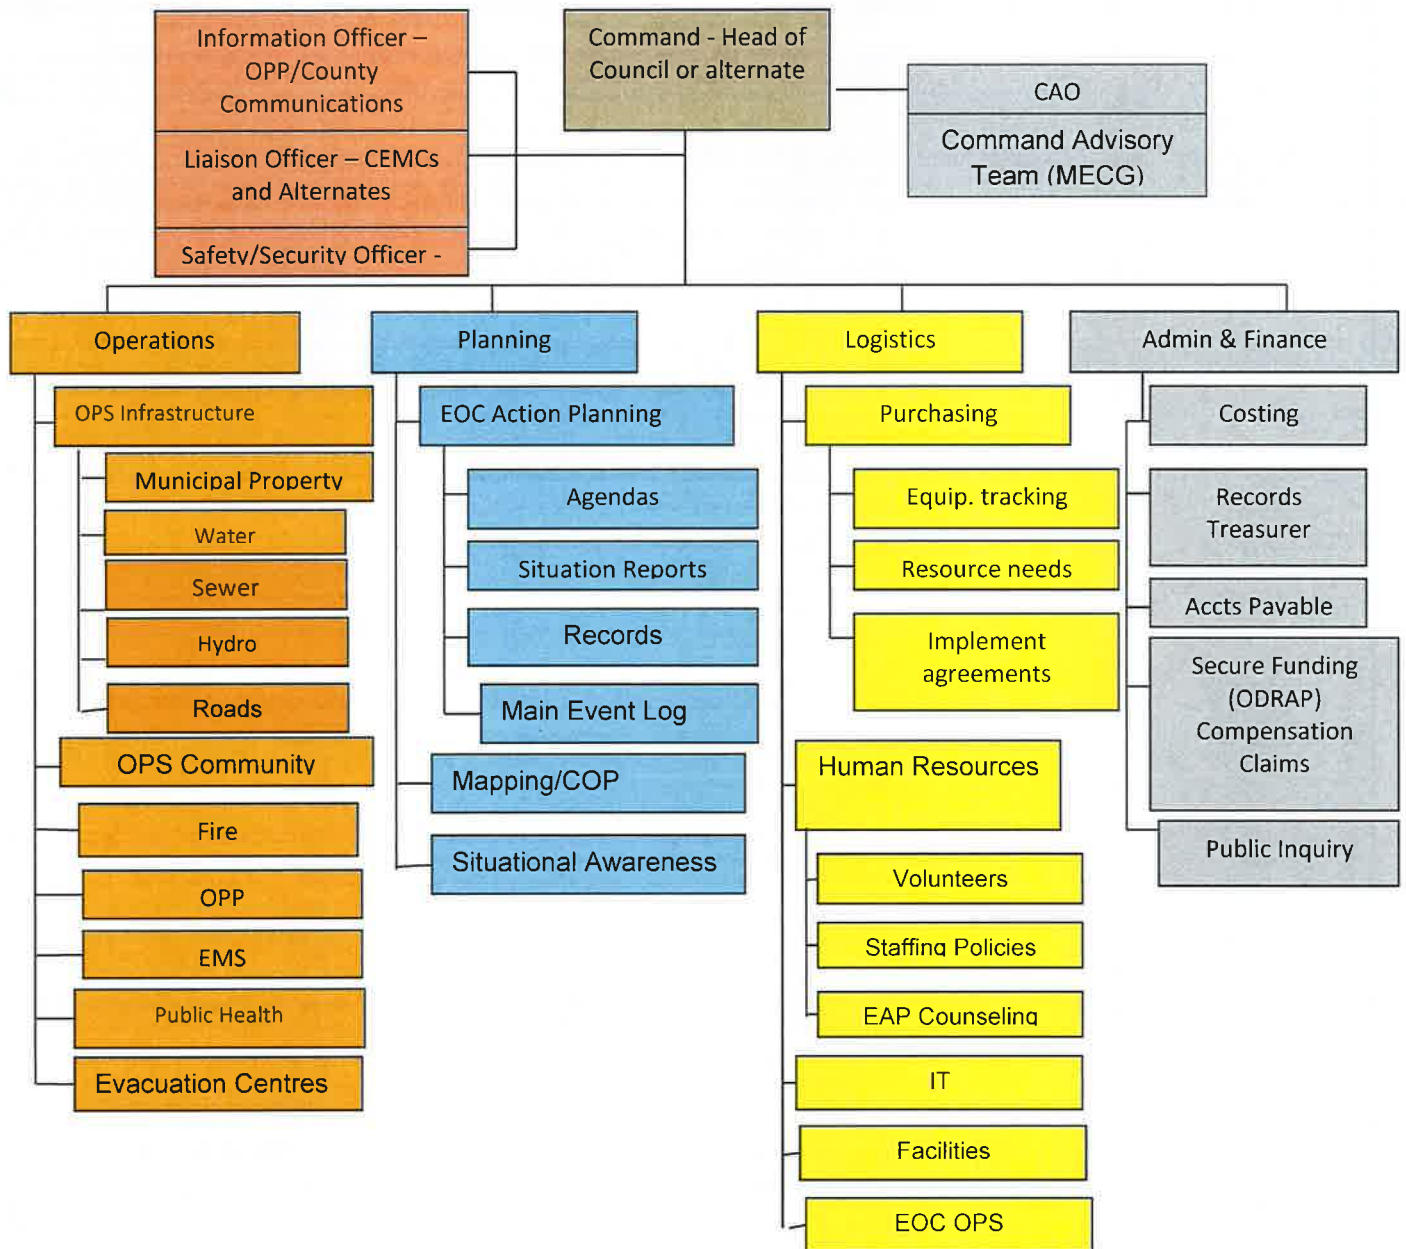 Information Officer –
OPP/County
Communications
Liaison Officer – CEMCs
and Alternates
Safety/Security Officer -
Command - Head of
Council or alternate
CAO
Command Advisory
Team (MECG)
Operations
OPS Infrastructure
Municipal Property
Water
Sewer
Hydro
Roads
OPS Community
Fire
OPP
EMS
Public Health
Evacuation Centres
Planning
EOC Action Planning
Agendas
Situation Reports
Records
Main Event Log
Mapping/COP
Situational Awareness
Logistics
Purchasing
Equip. tracking
Resource needs
Implement
agreements
Human Resources
Volunteers
Staffing Policies
EAP Counseling
IT
Facilities
EOC OPS
Admin & Finance
Costing
Records
Treasurer
Accts Payable
Secure Funding
(ODRAP)
Compensation
Claims
Public Inquiry